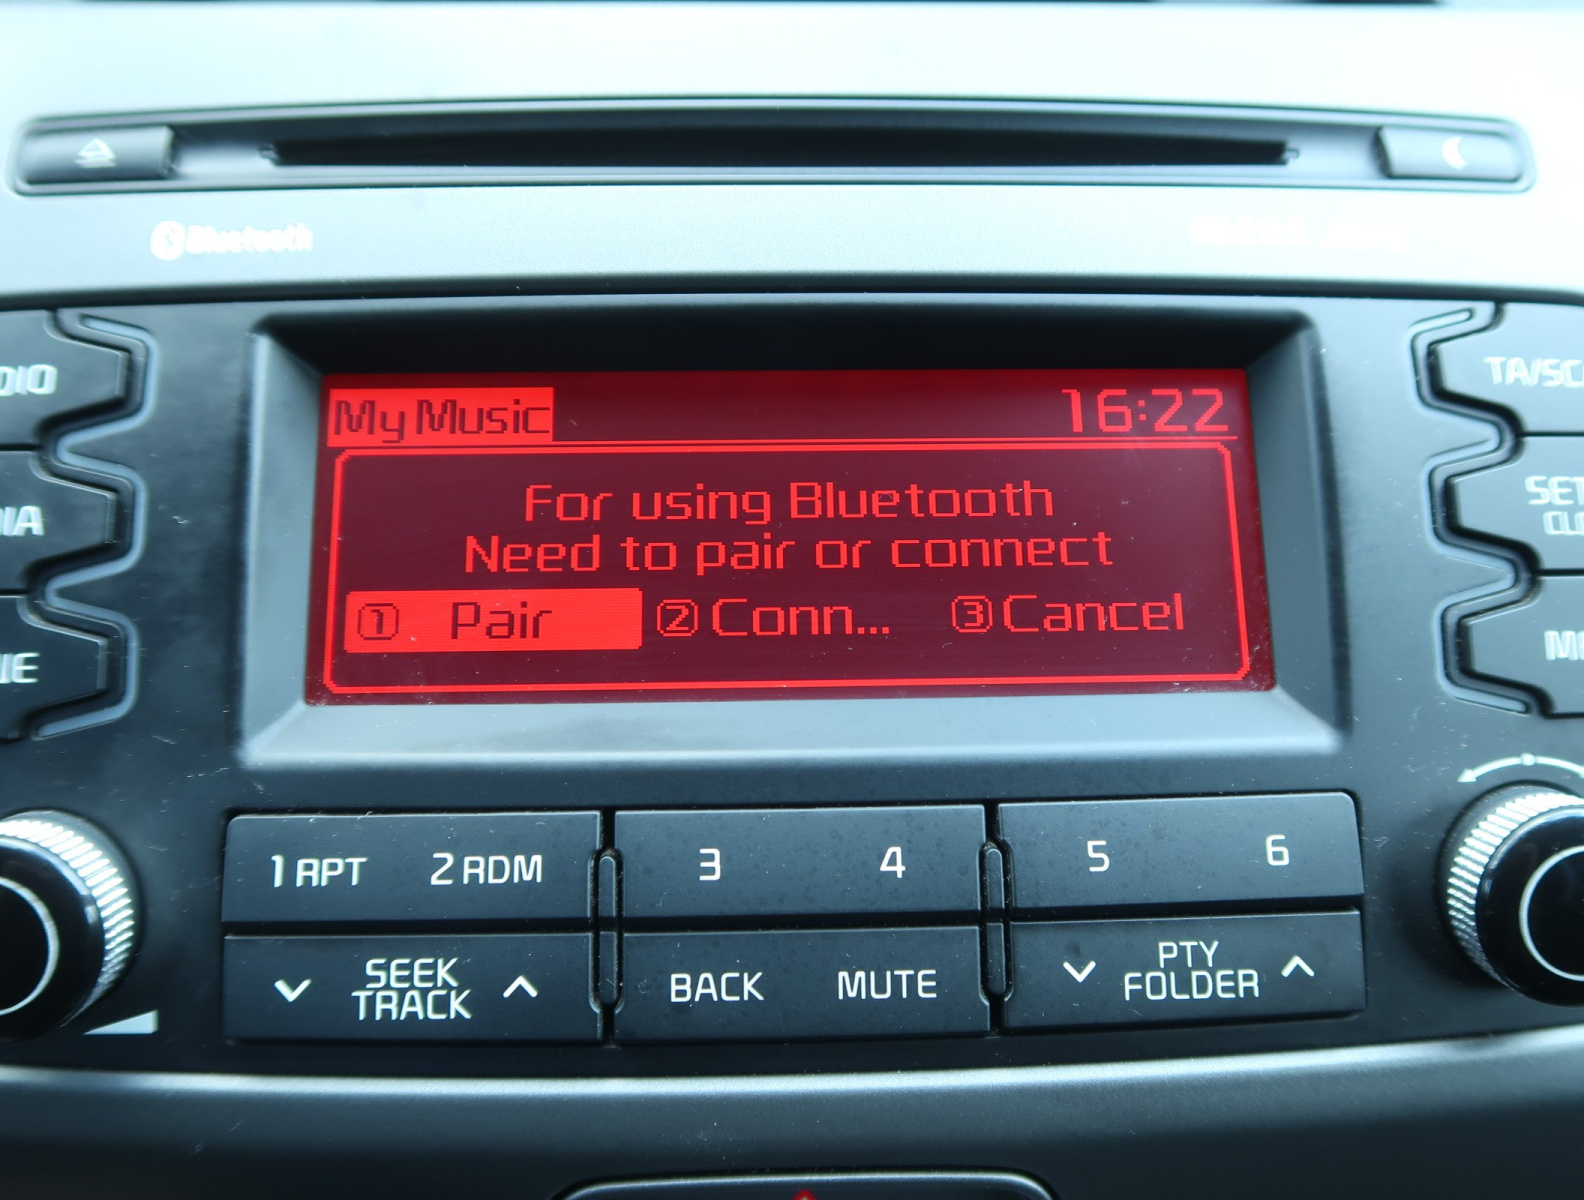 Bluetooth
My Music 16:22
For using Bluetooth
Need to pair or connect
1 Pair 2 Conn... 3 Cancel
1 RPT 2 RDM 3 4 5 6
SEEK
TRACK
BACK MUTE
PTY
FOLDER